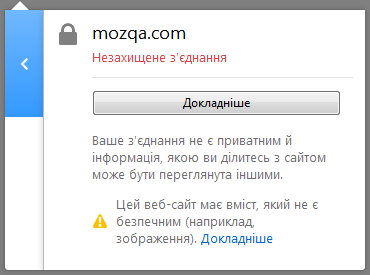 mozqa.com
Незахищене з'єднання
Докладніше
Ваше з'єднання не є приватним й
інформація, якою ви ділитесь з сайтом
може бути переглянута іншими.
Цей веб-сайт має вміст, який не є
безпечним (наприклад,
зображення). Докладніше